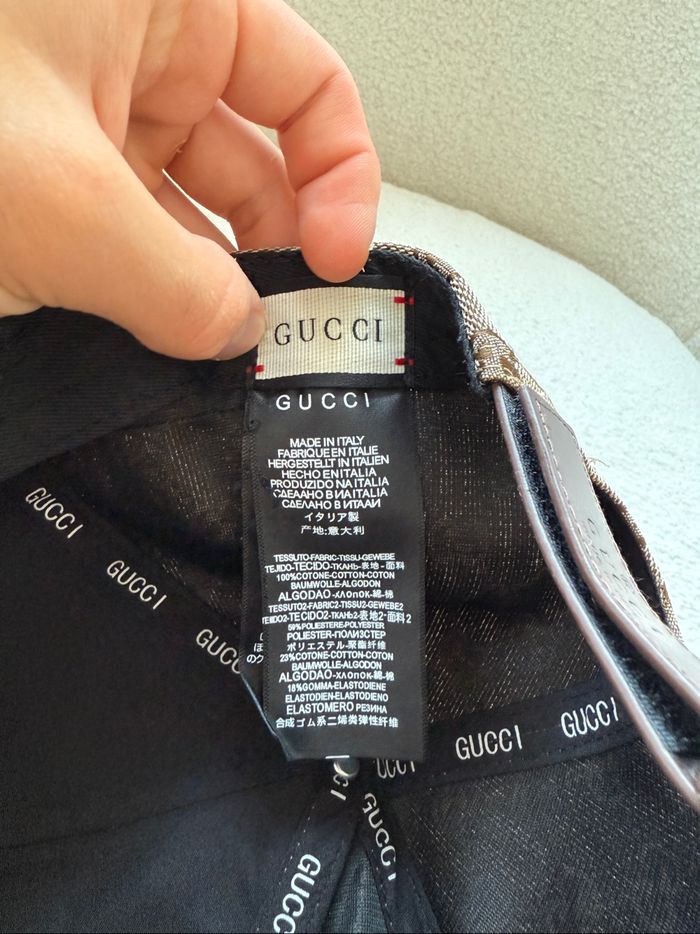 GUCCI
GUCCI
MADE IN ITALY
FABRIQUE EN ITALIE
HERGESTELLT IN ITALIEN
HECHO EN ITALIA
PRODUZIDO NA ITALIA
СДЕЛАНО В ИNА ITALIA
СДЕЛАНО В ИТАЛИ
イタリア製
产地:意大利
TESSUTO-FABRIC-TISSU-GEWEBE
TEJIDO-TECIDO-ТКАНЬ-表地-面料
100%COTONE-COTTON-COTON
BAUMWOLLE-ALGODON
ALGODAO-хлопок-綿-棉
TESSUTO2-FABRIC2-TISSU2-GEWEBE2
TEJIDO2-TECIDO2-ТКАНЬ2-表地2-面料2
59%POLIESTERE-POLYESTER
POLIESTER-ПОЛИЭСТЕР
ポリエステル-聚酯纤维
23%COTONE-COTTON-COTON
BAUMWOLLE-ALGODON
ALGODAO-хлопок-綿-棉
18%GOMMA-ELASTODIENE
ELASTODIEN-ELASTODIENO
ELASTOMERO РЕЗИНА
合成ゴム系二烯类弹性纤维
GUCCI
GUCCI
GUCCI
GUCCI
GUCCI
GUCCI
GUCCI